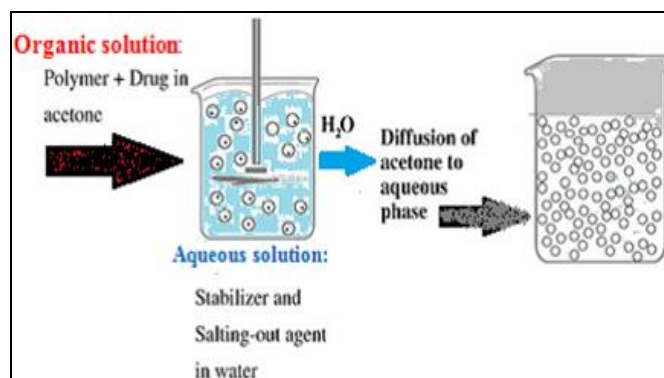 Organic solution:
Polymer + Drug in
acetone
H₂O
Diffusion of
acetone to
aqueous
phase
Aqueous solution:
Stabilizer and
Salting-out agent
in water